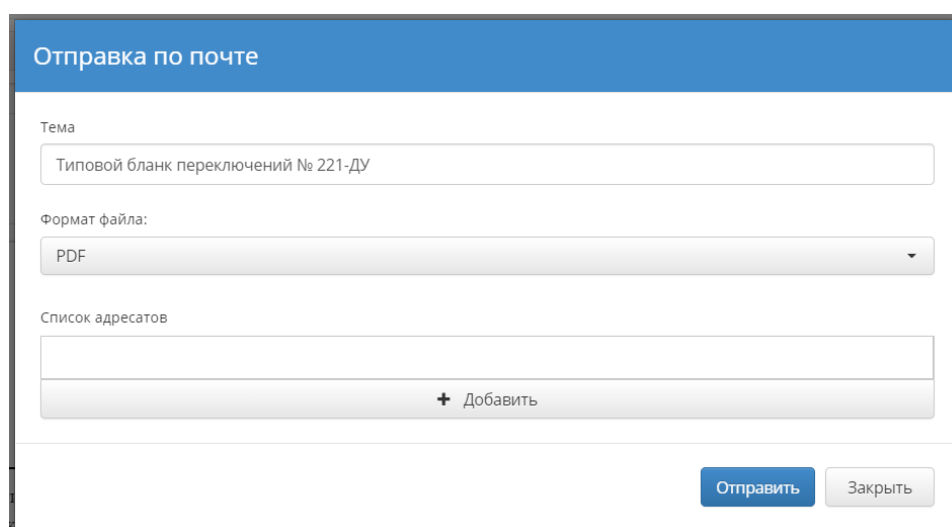 Отправка по почте
Тема
Типовой бланк переключений № 221-ДУ
Формат файла:
PDF
Список адресатов
+ Добавить
Отправить Закрыть